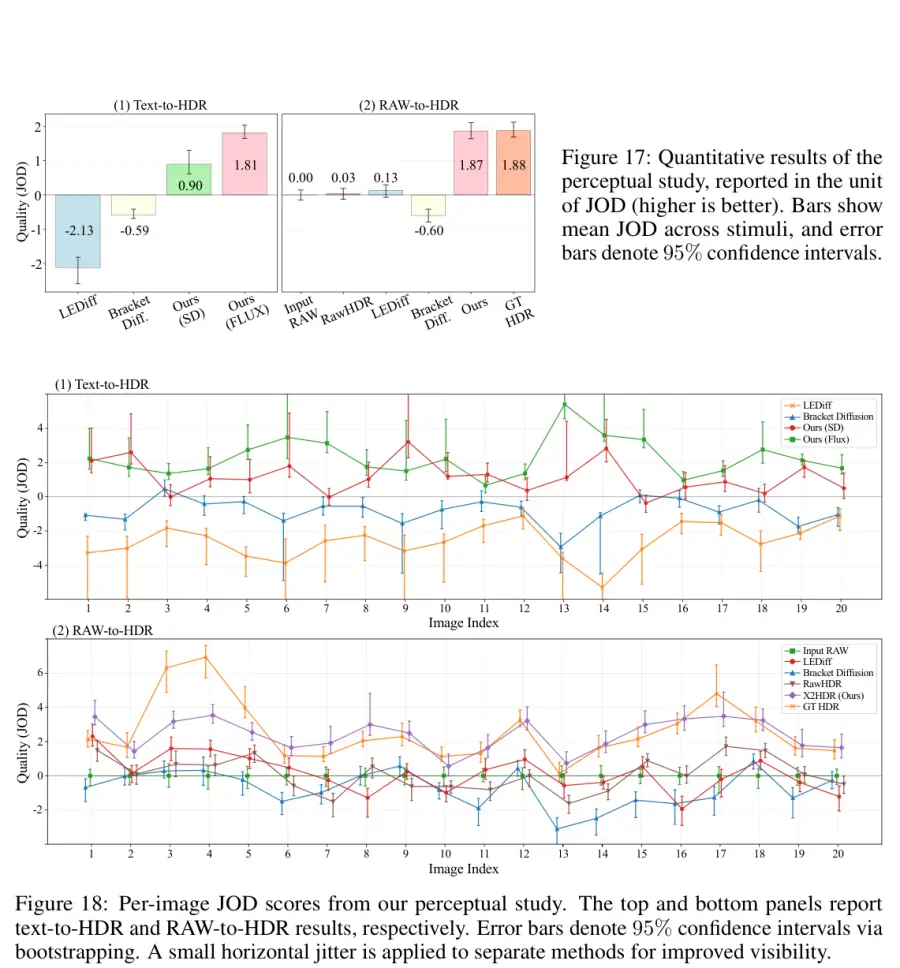 (1) Text-to-HDR
(2) RAW-to-HDR
Quality (JOD)
2
1
0
-1
-2
-2.13
-0.59
0.90
1.81
0.00
0.03
0.13
-0.60
1.87
1.88
LEDiff
Bracket
Diff.
Ours
(SD)
Ours
(FLUX)
Input
RAW
RawHDR
LEDiff
Bracket
Diff.
Ours
GT
HDR
Figure 17: Quantitative results of the
perceptual study, reported in the unit
of JOD (higher is better). Bars show
mean JOD across stimuli, and error
bars denote 95% confidence intervals.
(1) Text-to-HDR
Quality (JOD)
4
2
0
-2
-4
LEDiff
Bracket Diffusion
Ours (SD)
Ours (Flux)
1 2 3 4 5 6 7 8 9 10 11 12 13 14 15 16 17 18 19 20
Image Index
(2) RAW-to-HDR
Quality (JOD)
6
4
2
0
-2
Input RAW
LEDiff
Bracket Diffusion
RawHDR
X2HDR (Ours)
GT HDR
1 2 3 4 5 6 7 8 9 10 11 12 13 14 15 16 17 18 19 20
Image Index
Figure 18: Per-image JOD scores from our perceptual study. The top and bottom panels report
text-to-HDR and RAW-to-HDR results, respectively. Error bars denote 95% confidence intervals via
bootstrapping. A small horizontal jitter is applied to separate methods for improved visibility.